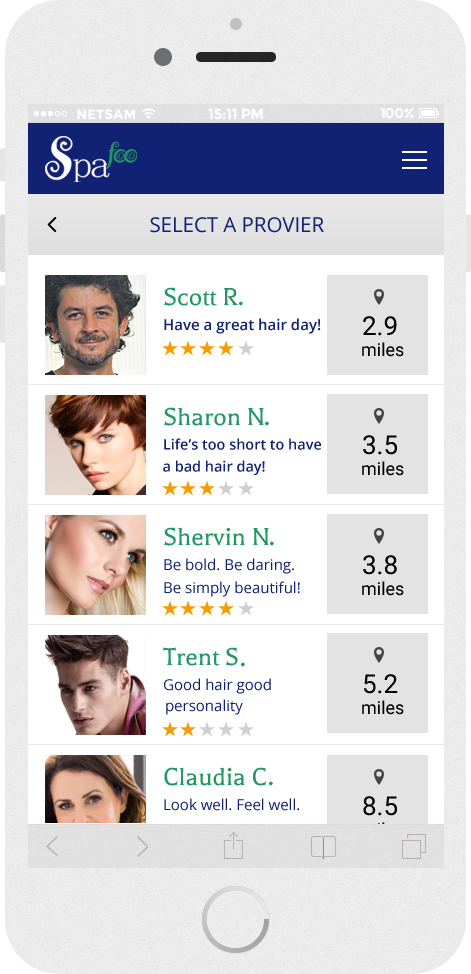 NETSAM 15:11 PM 100%
Spafoo
SELECT A PROVIER
Scott R.
Have a great hair day!
2.9
miles
Sharon N.
Life's too short to have
a bad hair day!
3.5
miles
Shervin N.
Be bold. Be daring.
Be simply beautiful!
3.8
miles
Trent S.
Good hair good
personality
5.2
miles
Claudia C.
Look well. Feel well.
8.5